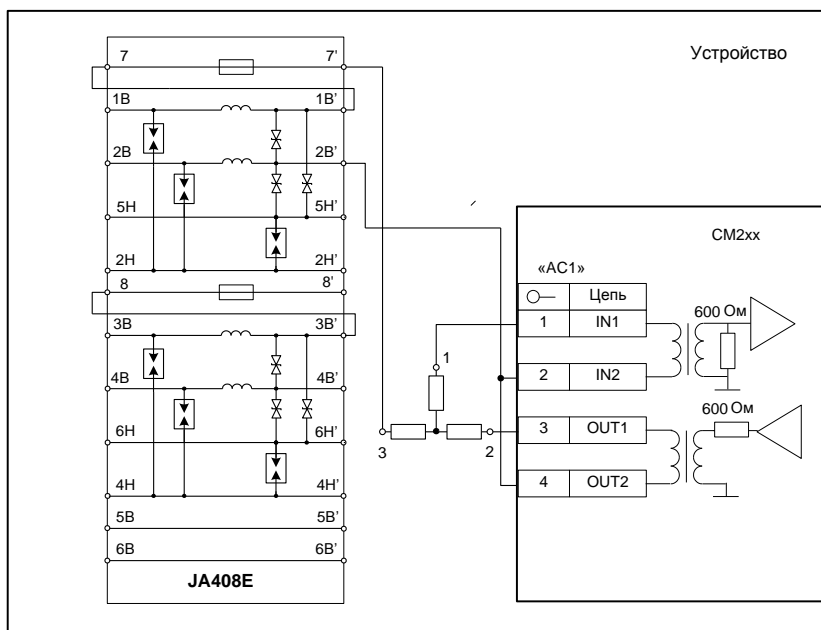 Устройство
7 7'
1В 1В'
2В 2В'
5Н 5Н'
2Н 2Н'
8 8'
3В 3В'
4В 4В'
6Н 6Н'
4Н 4Н'
5В 5В'
6В 6В'
JA408E
1
3 2
СМ2хх
«АС1»
Цепь
1 IN1
2 IN2
3 OUT1
4 OUT2
600 Ом
600 Ом